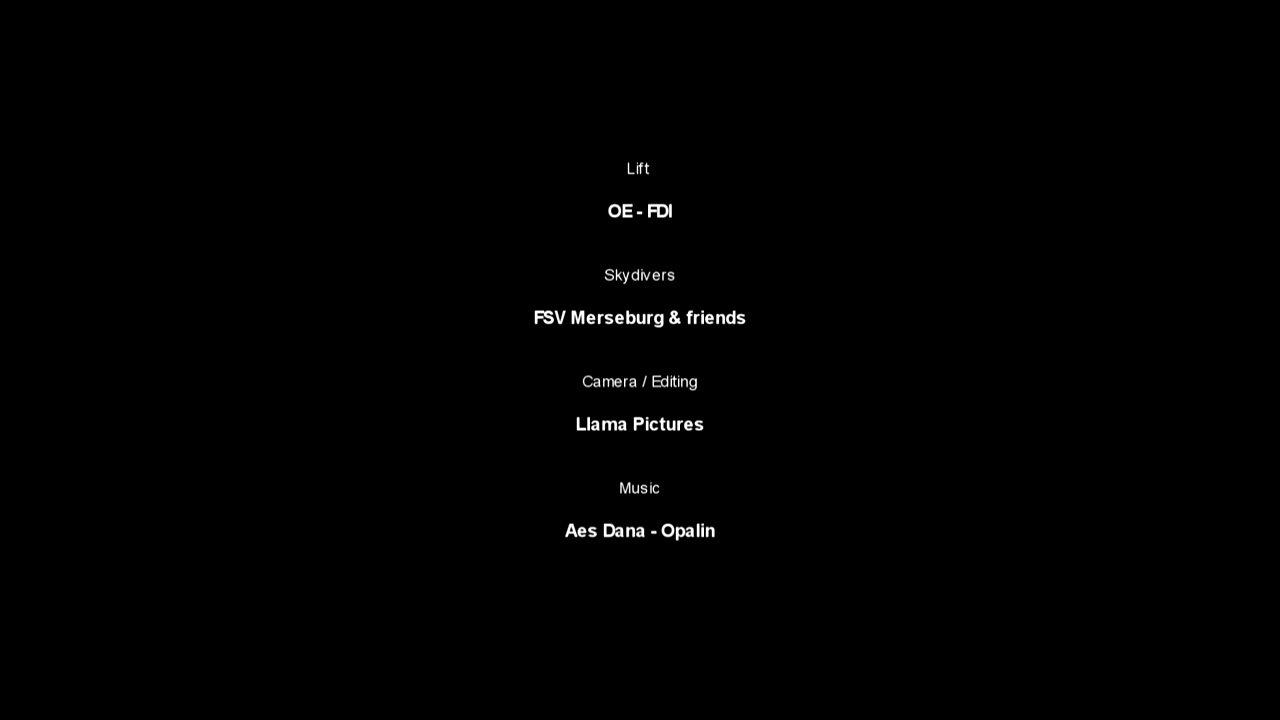 Lift
OE - FDI
Skydivers
FSV Merseburg & friends
Camera / Editing
Llama Pictures
Music
Aes Dana - Opalin